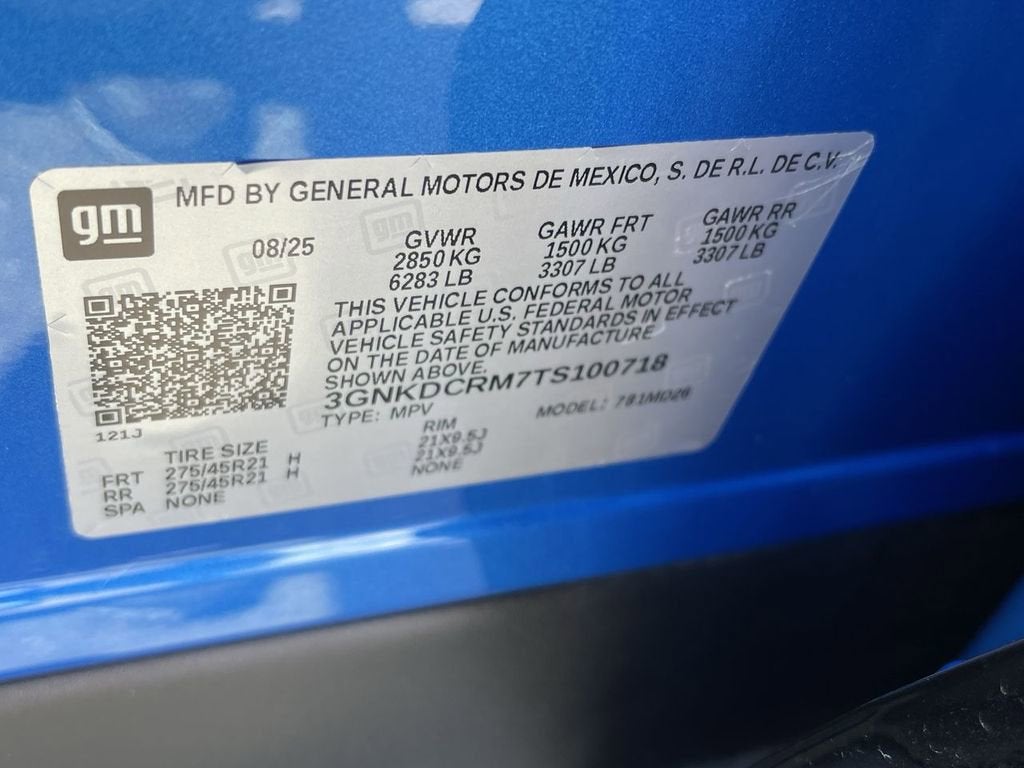 gm
MFD BY GENERAL MOTORS DE MEXICO, S. DE R.L. DE C.V.
08/25 GVWR GAWR FRT GAWR RR
2850 KG 1500 KG 1500 KG
6283 LB 3307 LB 3307 LB
THIS VEHICLE CONFORMS TO ALL
APPLICABLE U.S. FEDERAL MOTOR
VEHICLE SAFETY STANDARDS IN EFFECT
ON THE DATE OF MANUFACTURE
SHOWN ABOVE.
3GNKDCRM7TS100718
TYPE: MPV MODEL: 781MD26
121J
TIRE SIZE RIM
FRT 275/45R21 H 21X9.5J
RR 275/45R21 H 21X9.5J
SPA NONE NONE